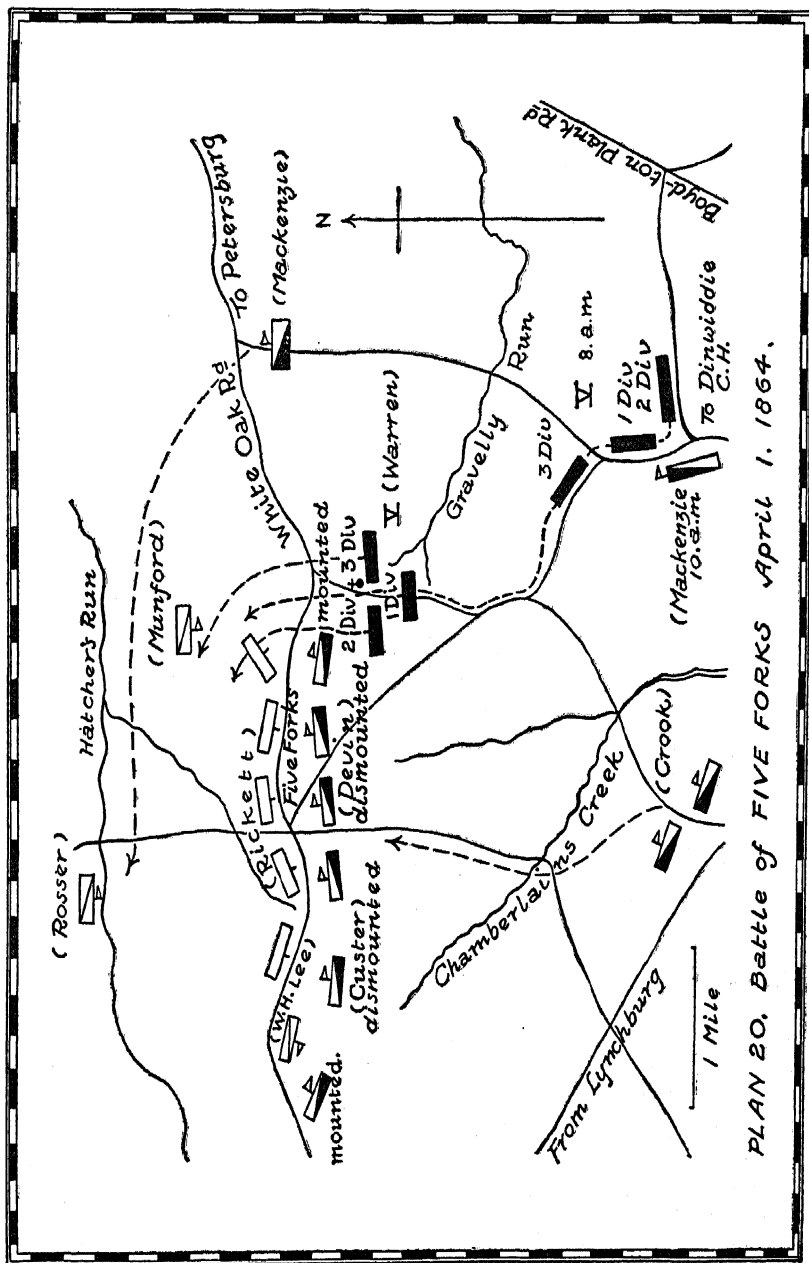 (Rosser)
Hatcher's Run
(Munford)
To Petersburg
White Oak Rd.
(Mackenzie)
N
(W.H.Lee)
(Rickett)
Five Forks
mounted
mounted.
(Custer)
dismounted
(Devin)
dismounted
2 Div + 3 Div
1 Div
V (Warren)
Gravelly Run
3 Div
V 8.a.m
1 Div
2 Div
Boyd-ton Plank Rd
Chamberlains Creek
(Crook)
(Mackenzie
10.a.m
To Dinwiddie
C.H.
From Lynchburg
1 Mile
PLAN 20. Battle of FIVE FORKS April 1. 1864.